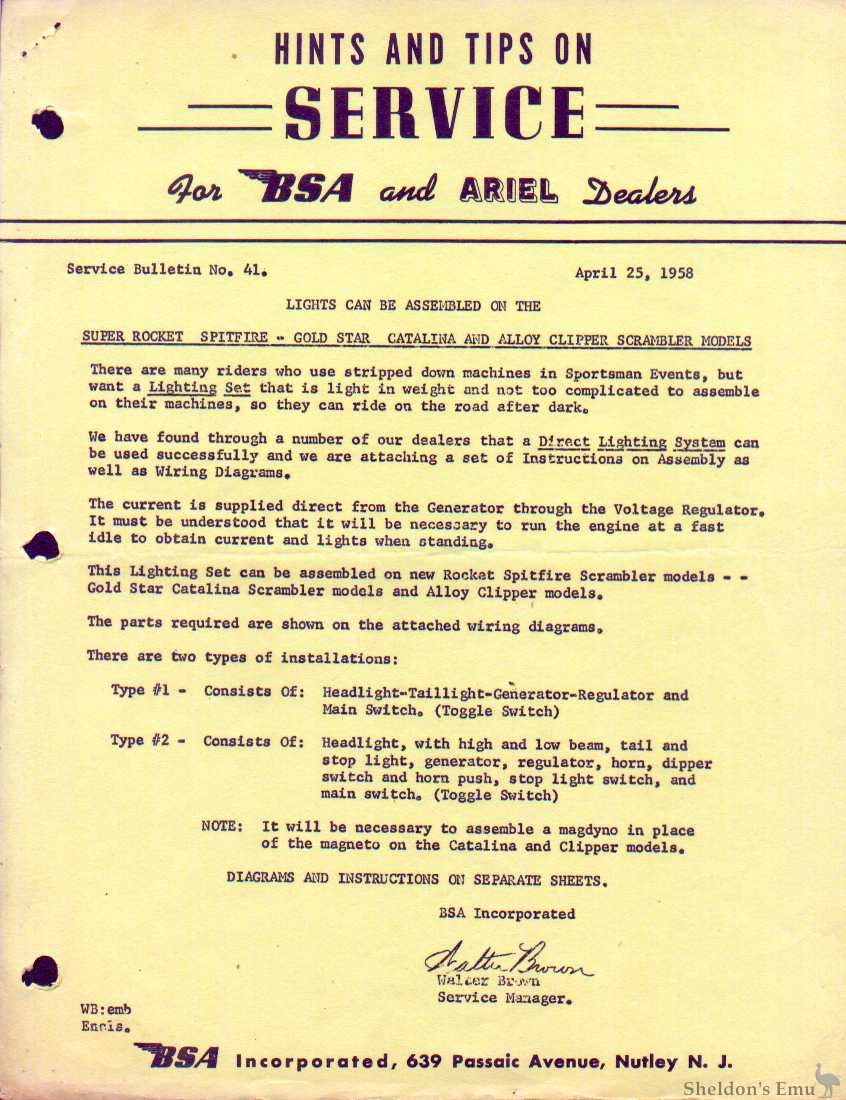 HINTS AND TIPS ON
SERVICE
For BSA and ARIEL Dealers
Service Bulletin No. 41. April 25, 1958
LIGHTS CAN BE ASSEMBLED ON THE
SUPER ROCKET SPITFIRE - GOLD STAR CATALINA AND ALLOY CLIPPER SCRAMBLER MODELS
There are many riders who use stripped down machines in Sportsman Events, but
want a Lighting Set that is light in weight and not too complicated to assemble
on their machines, so they can ride on the road after dark.
We have found through a number of our dealers that a Direct Lighting System can
be used successfully and we are attaching a set of Instructions on Assembly as
well as Wiring Diagrams.
The current is supplied direct from the Generator through the Voltage Regulator.
It must be understood that it will be necessary to run the engine at a fast
idle to obtain current and lights when standing.
This Lighting Set can be assembled on new Rocket Spitfire Scrambler models - -
Gold Star Catalina Scrambler models and Alloy Clipper models.
The parts required are shown on the attached wiring diagrams.
There are two types of installations:
Type #1 - Consists Of: Headlight-Taillight-Generator-Regulator and
Main Switch. (Toggle Switch)
Type #2 - Consists Of: Headlight, with high and low beam, tail and
stop light, generator, regulator, horn, dipper
switch and horn push, stop light switch, and
main switch. (Toggle Switch)
NOTE: It will be necessary to assemble a magdyno in place
of the magneto on the Catalina and Clipper models.
DIAGRAMS AND INSTRUCTIONS ON SEPARATE SHEETS.
BSA Incorporated
Walter Brown
Walter Brown
Service Manager.
WB:emb
Encls.
BSA Incorporated, 639 Passaic Avenue, Nutley N. J.
Sheldon's Emu